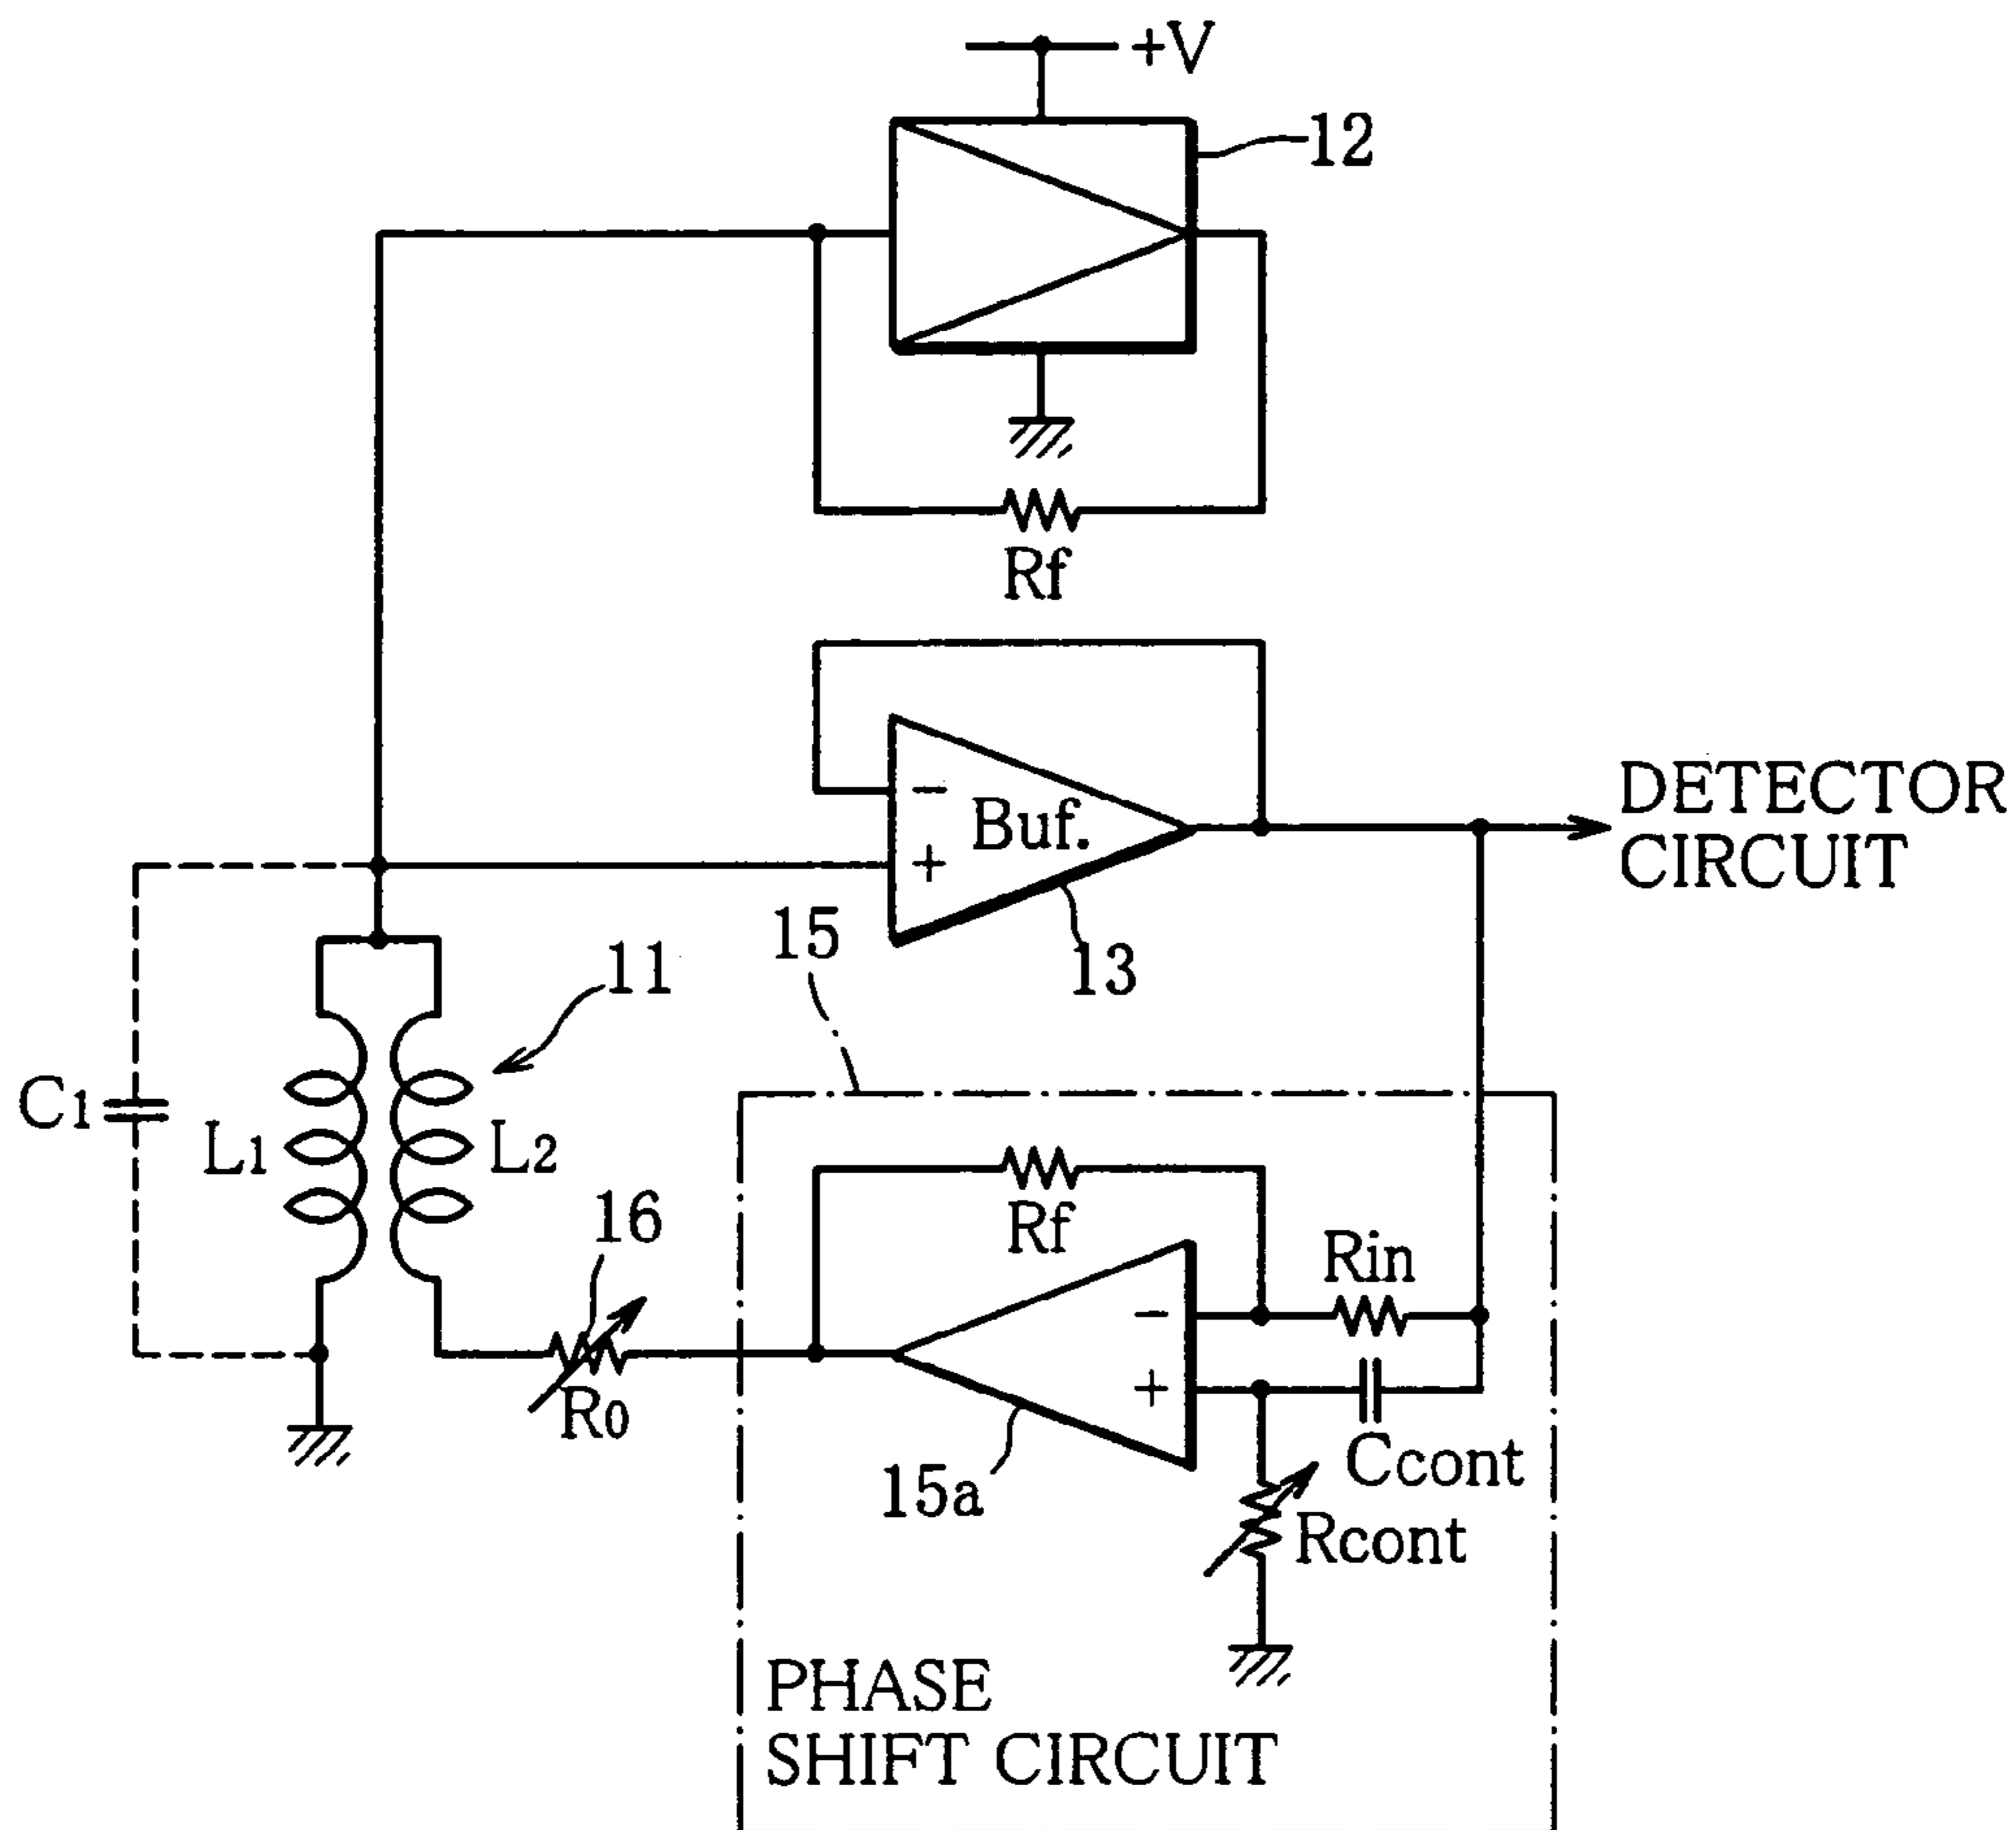 +V
12
Rf
−
Buf.
+
DETECTOR
CIRCUIT
15
13
11
C1
L1
L2
16
Rf
Rin
−
+
R0
Ccont
15a
Rcont
PHASE
SHIFT CIRCUIT